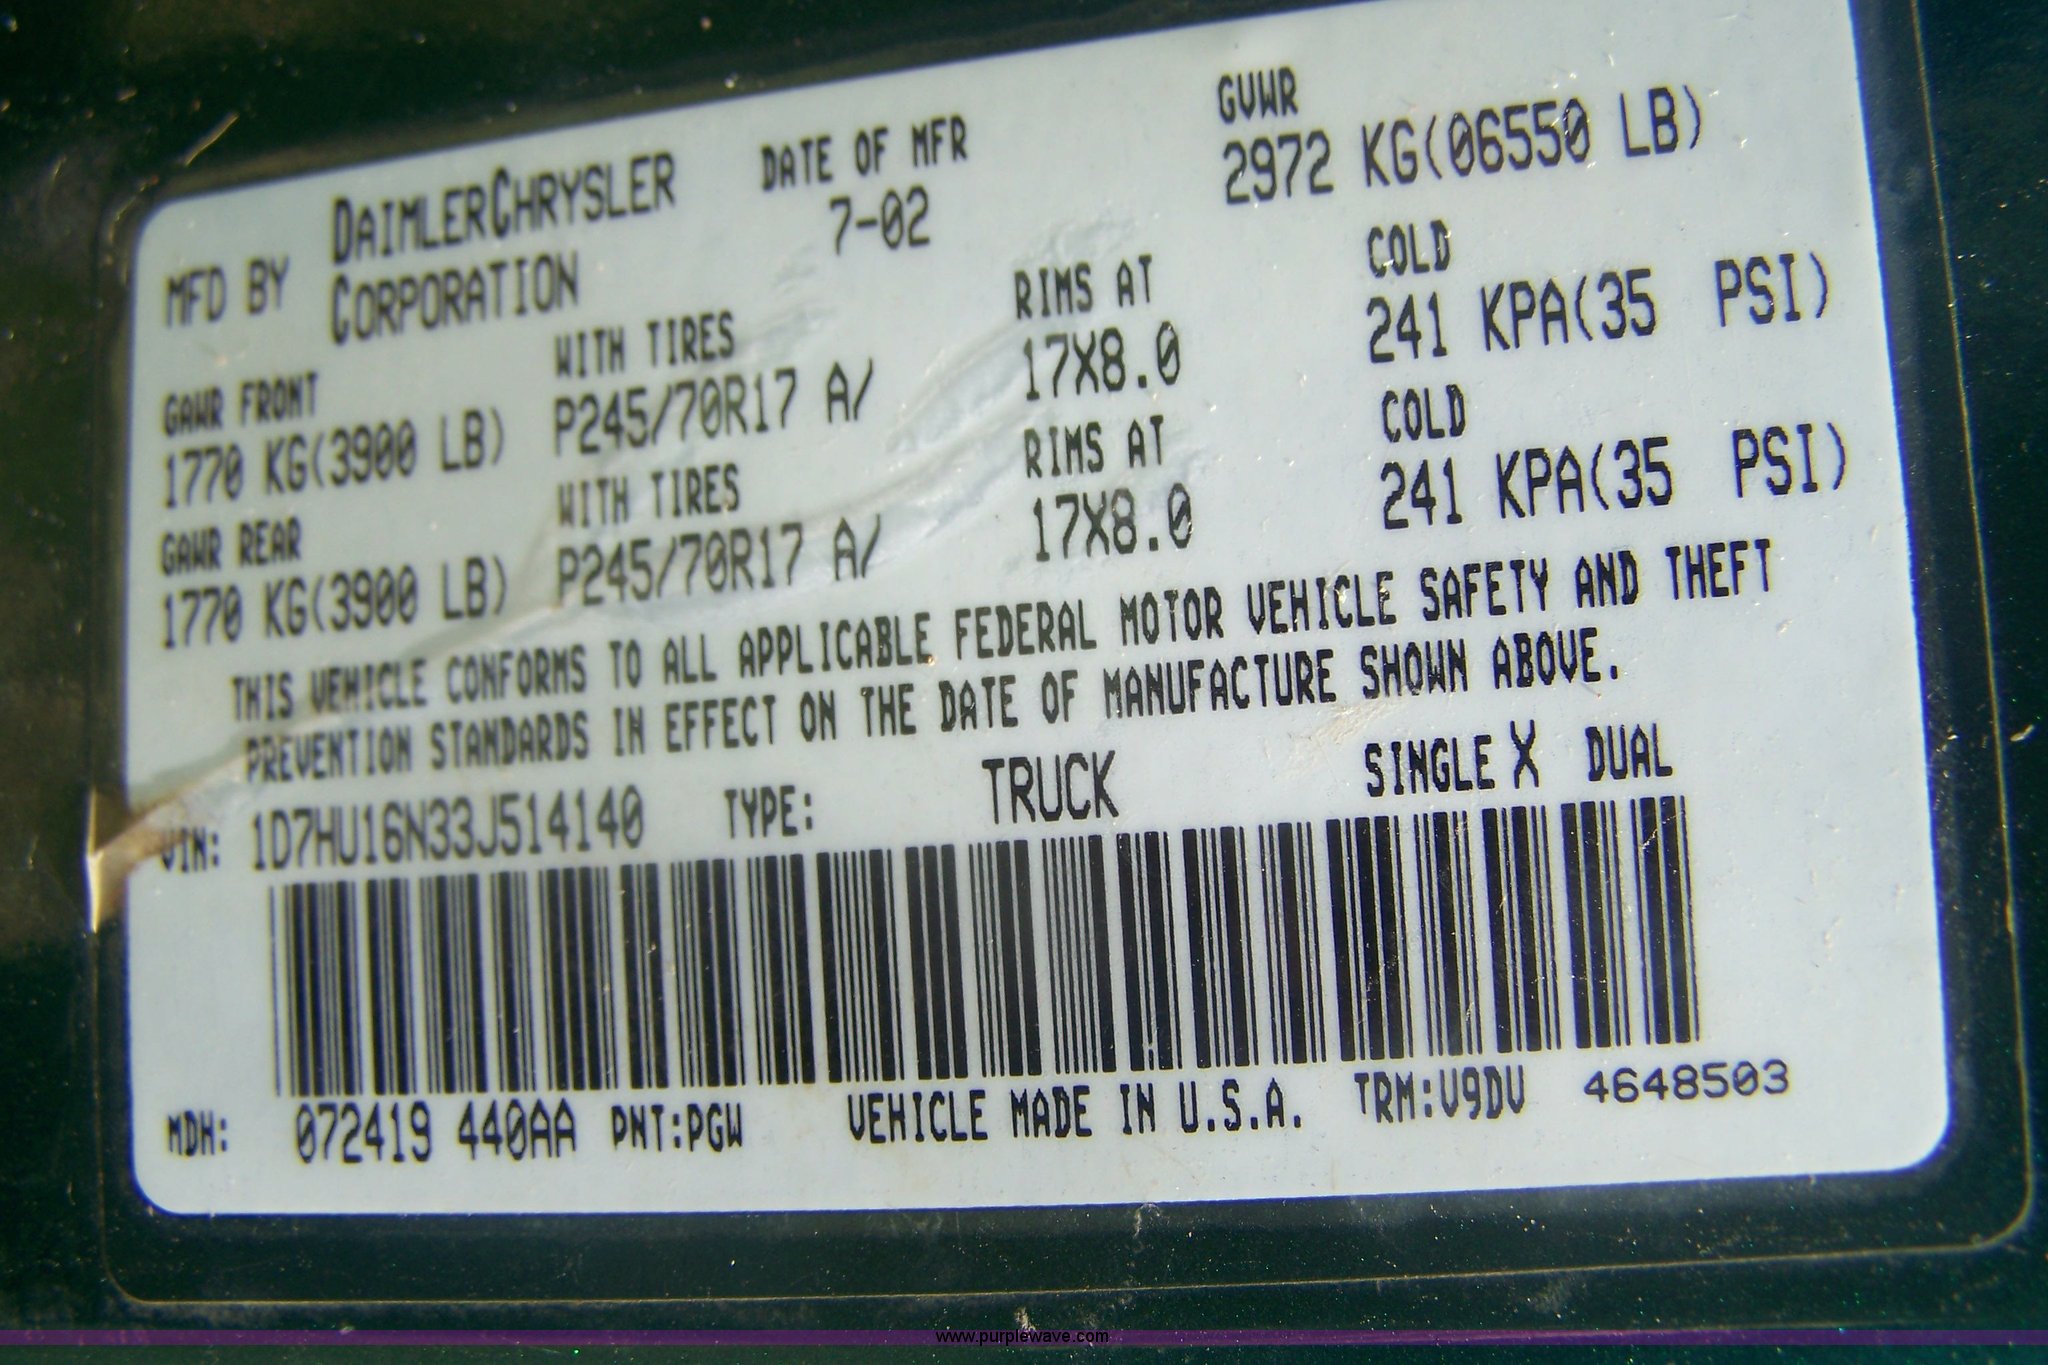 MFD BY DAIMLERCHRYSLER CORPORATION
DATE OF MFR
7-02
GVWR
2972 KG(06550 LB)
GAWR FRONT WITH TIRES RIMS AT COLD
1770 KG(3900 LB) P245/70R17 A/ 17X8.0 241 KPA(35 PSI)
GAWR REAR WITH TIRES RIMS AT COLD
1770 KG(3900 LB) P245/70R17 A/ 17X8.0 241 KPA(35 PSI)
THIS VEHICLE CONFORMS TO ALL APPLICABLE FEDERAL MOTOR VEHICLE SAFETY AND THEFT
PREVENTION STANDARDS IN EFFECT ON THE DATE OF MANUFACTURE SHOWN ABOVE.
VIN: 1D7HU16N33J514140 TYPE: TRUCK SINGLE X DUAL
MDH: 072419 440AA PNT:PGW VEHICLE MADE IN U.S.A. TRM:V9DV 4648503
www.purplewave.com